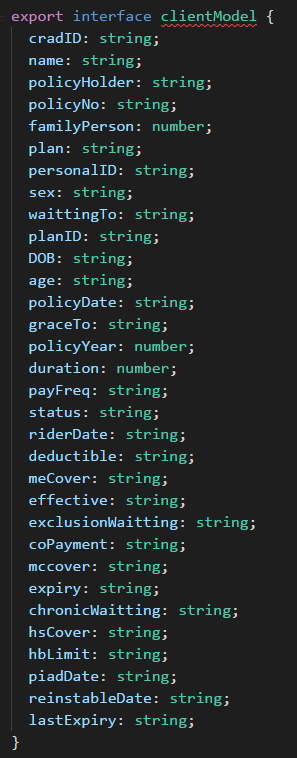 export interface clientModel {
cradID: string;
name: string;
policyHolder: string;
policyNo: string;
familyPerson: number;
plan: string;
personalID: string;
sex: string;
waittingTo: string;
planID: string;
DOB: string;
age: string;
policyDate: string;
graceTo: string;
policyYear: number;
duration: number;
payFreq: string;
status: string;
riderDate: string;
deductible: string;
meCover: string;
effective: string;
exclusionWaitting: string;
coPayment: string;
mccover: string;
expiry: string;
chronicWaitting: string;
hsCover: string;
hbLimit: string;
piadDate: string;
reinstableDate: string;
lastExpiry: string;
}